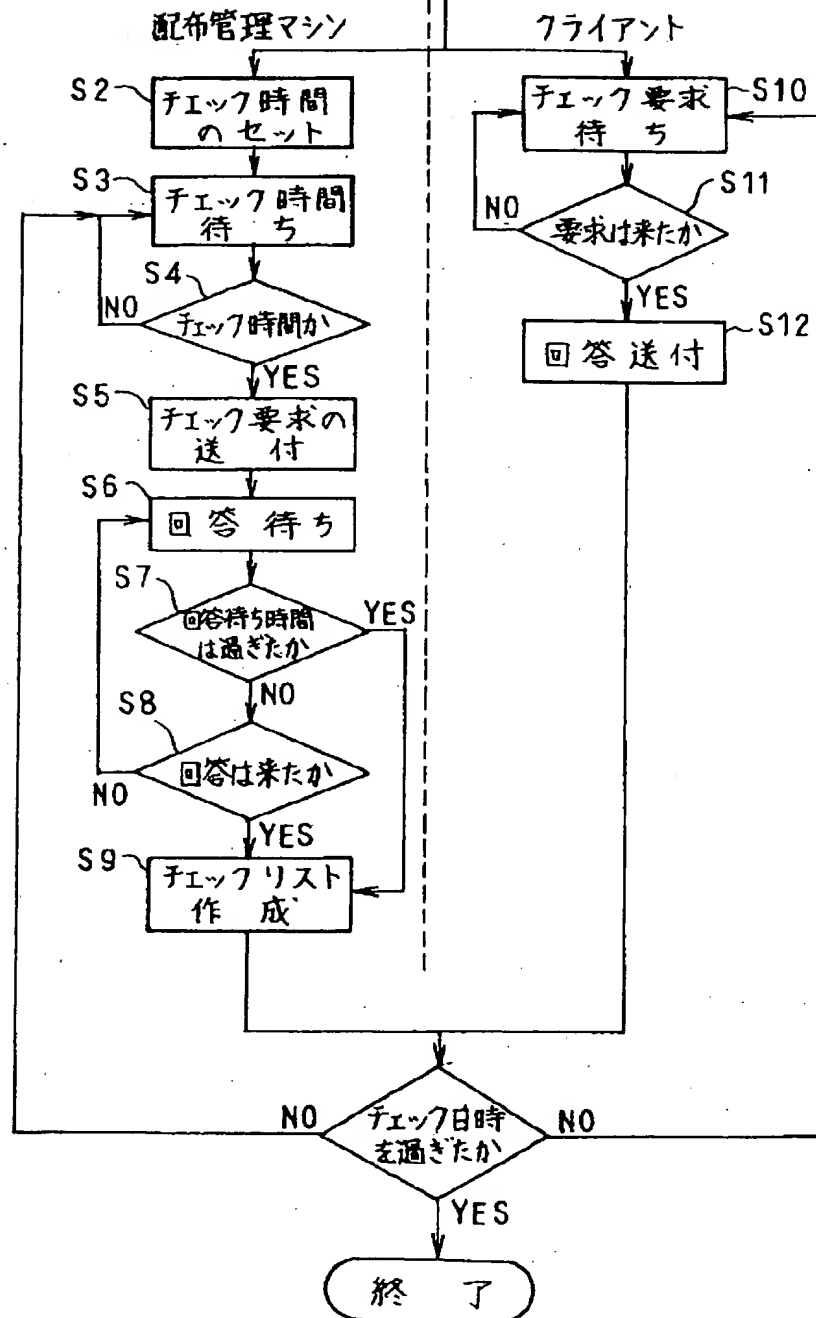 配布管理マシン
クライアント
S2
チェック時間
のセット
S3
チェック時間
待ち
S4
チェック時間か
NO
YES
S5
チェック要求の
送付
S6
回答待ち
S7
回答待ち時間
は過ぎたか
YES
NO
S8
回答は来たか
NO
YES
S9
チェックリスト
作成
S10
チェック要求
待ち
S11
要求は来たか
NO
YES
S12
回答送付
チェック日時
を過ぎたか
NO
NO
YES
終了